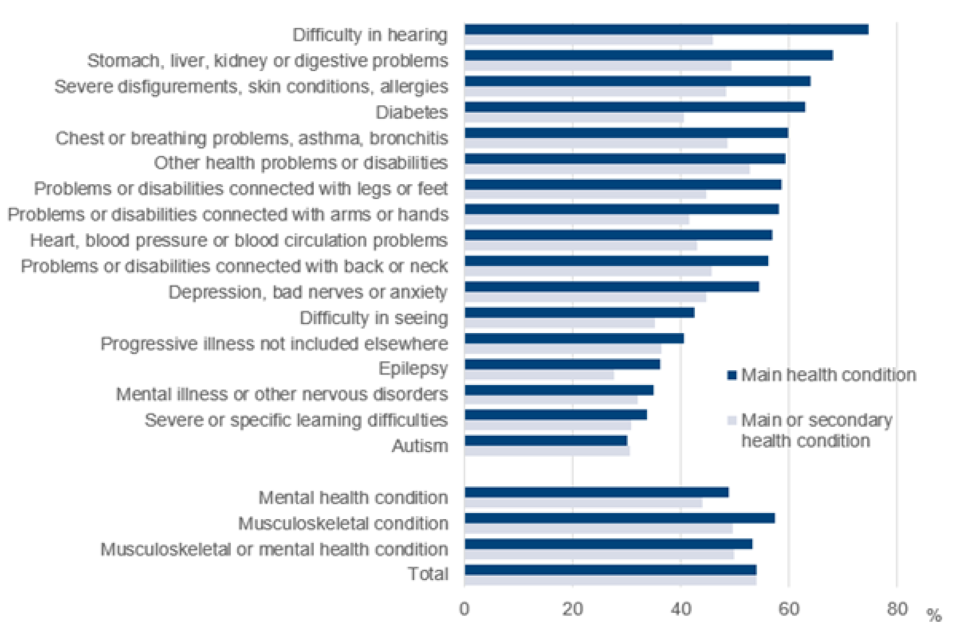 Difficulty in hearing
Stomach, liver, kidney or digestive problems
Severe disfigurements, skin conditions, allergies
Diabetes
Chest or breathing problems, asthma, bronchitis
Other health problems or disabilities
Problems or disabilities connected with legs or feet
Problems or disabilities connected with arms or hands
Heart, blood pressure or blood circulation problems
Problems or disabilities connected with back or neck
Depression, bad nerves or anxiety
Difficulty in seeing
Progressive illness not included elsewhere
Epilepsy
Mental illness or other nervous disorders
Severe or specific learning difficulties
Autism
Main health condition
Main or secondary
health condition
Mental health condition
Musculoskeletal condition
Musculoskeletal or mental health condition
Total
0 20 40 60 80 %